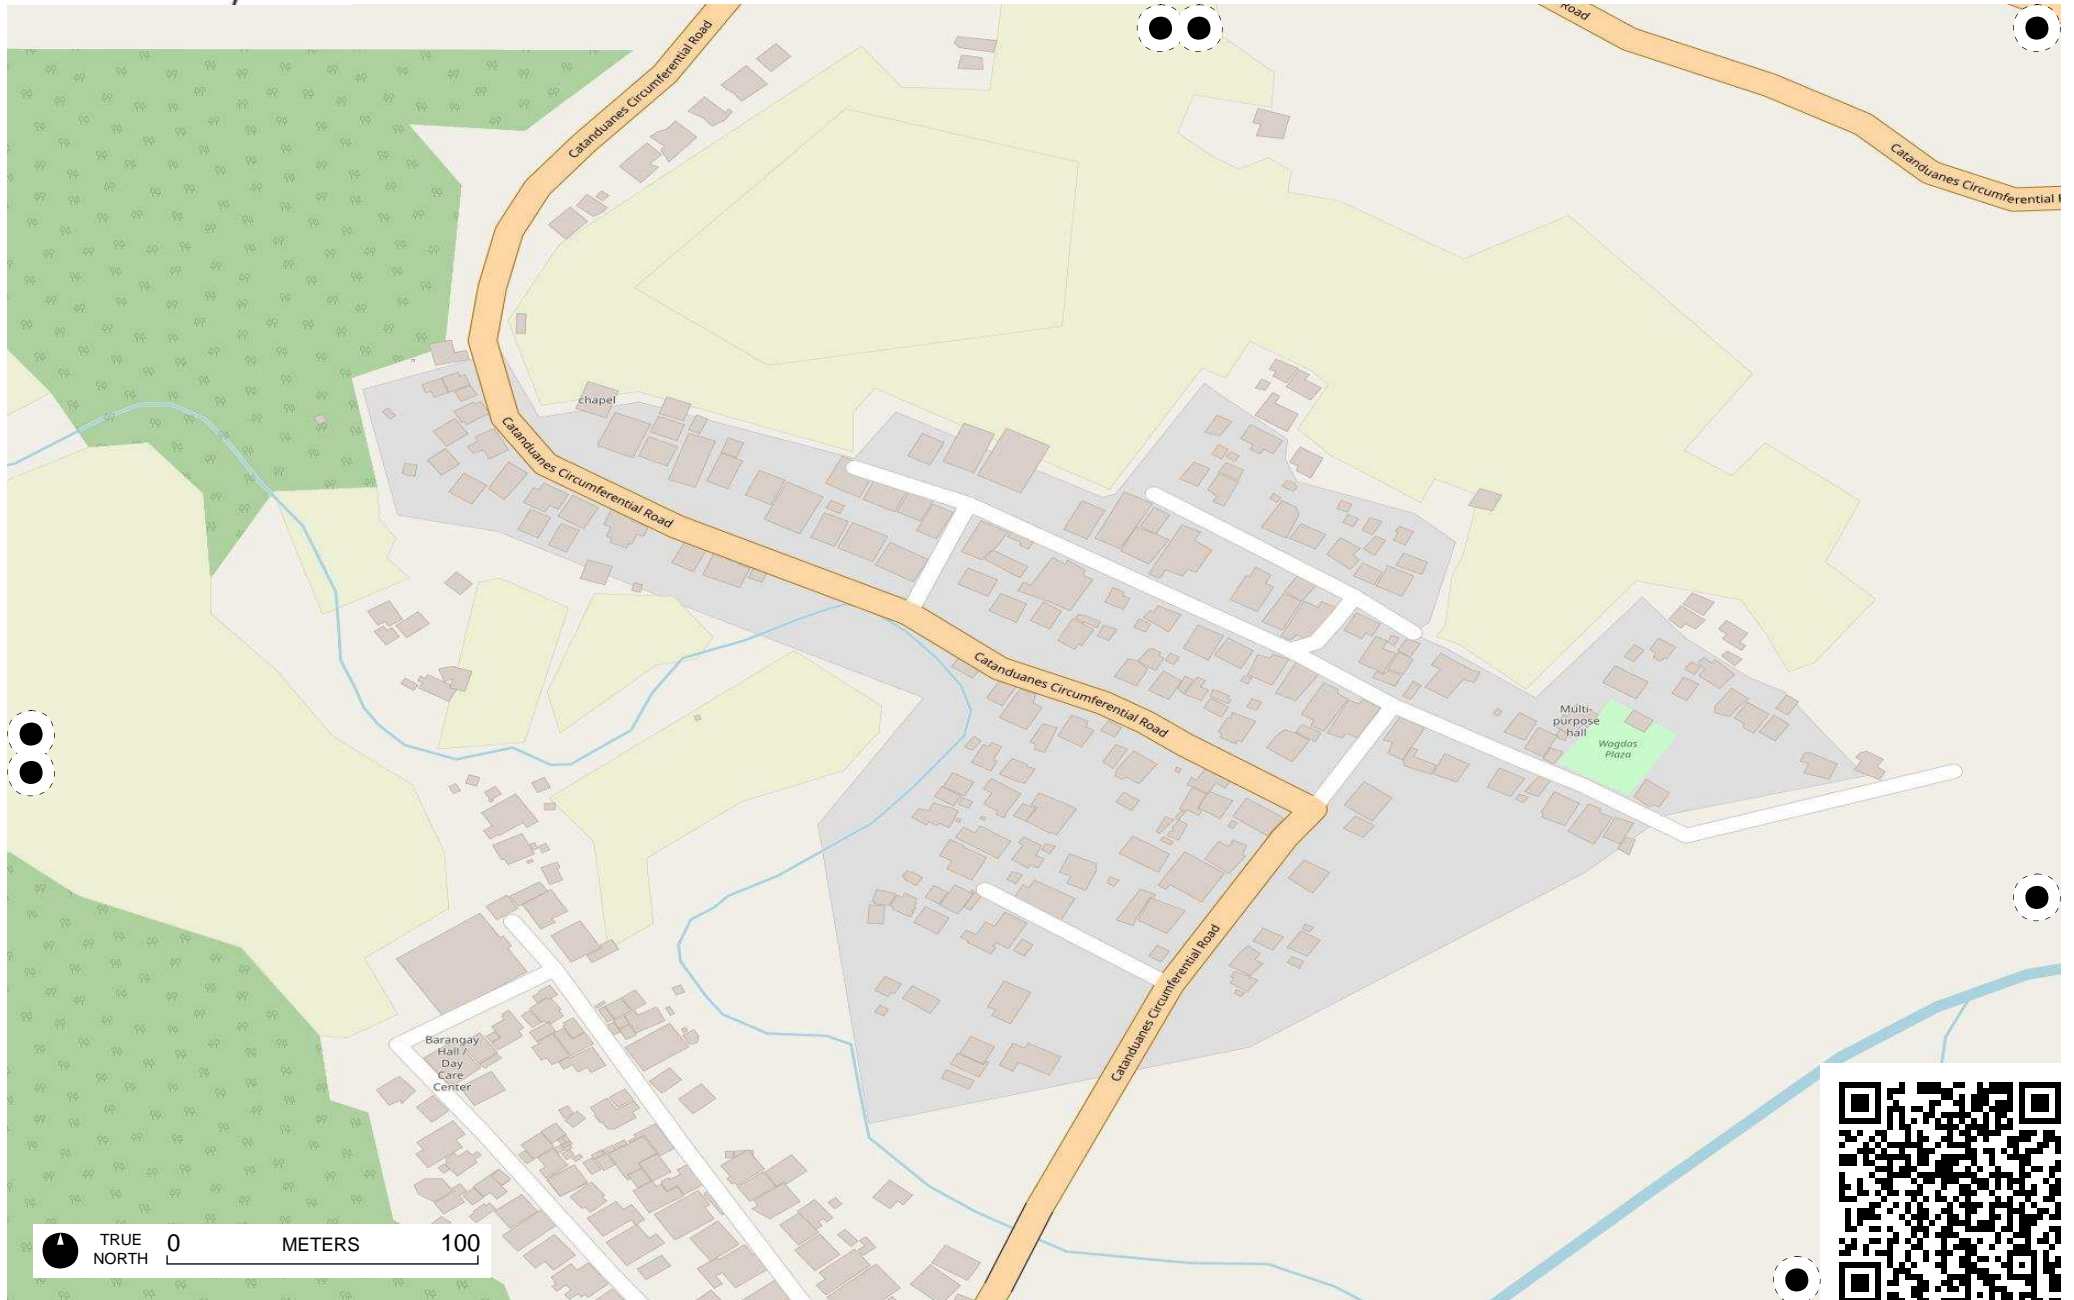 Road
Catanduanes Circumferential Road
Catanduanes Circumferential R
chapel
Catanduanes Circumferential Road
Catanduanes Circumferential Road
Multi-
purpose
hall
Wagdas
Plaza
Catanduanes Circumferential Road
Barangay
Hall /
Day
Care
Center
TRUE
NORTH
0
METERS
100